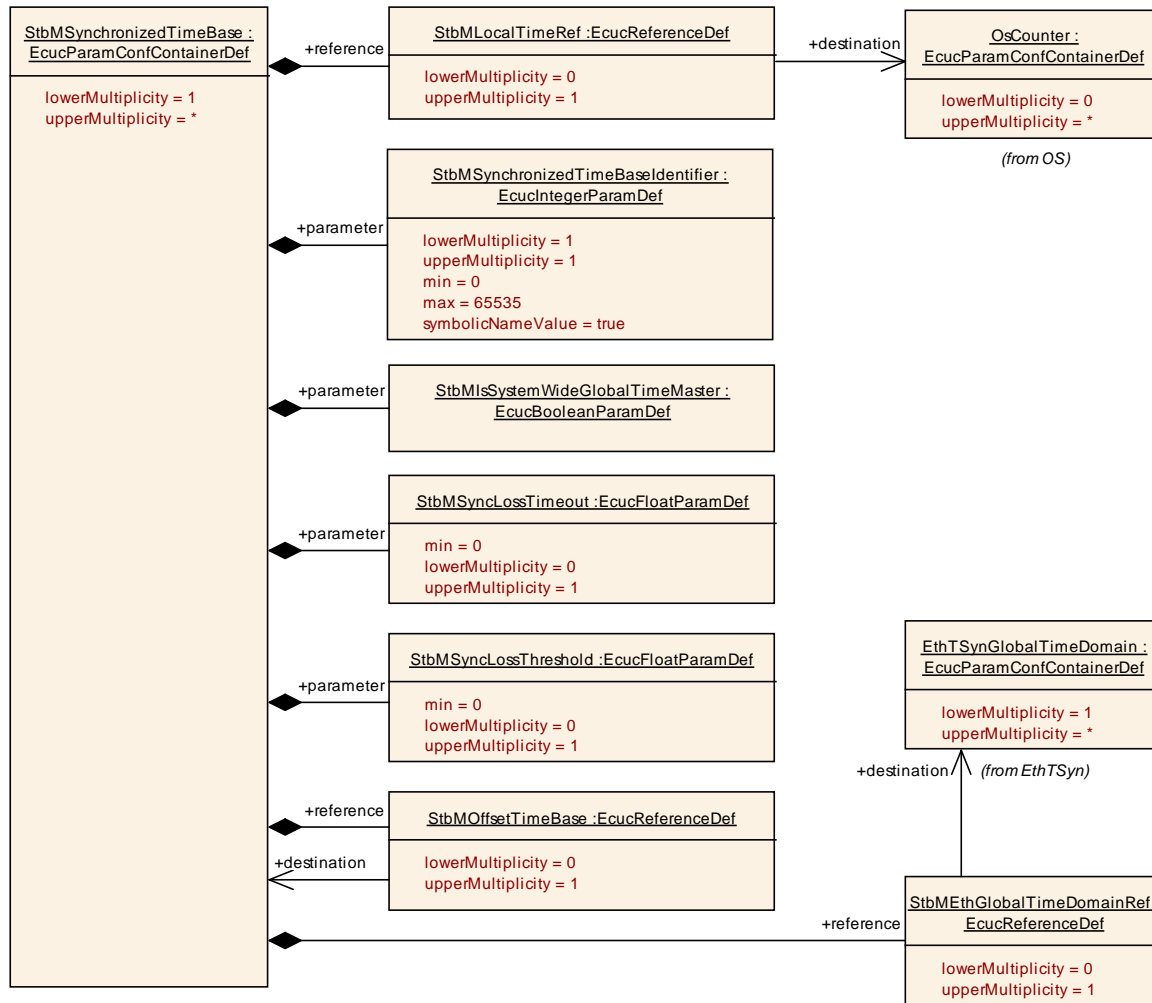 StbMSynchronizedTimeBase :
EcucParamConfContainerDef
lowerMultiplicity = 1
upperMultiplicity = *
+reference
StbMLocalTimeRef :EcucReferenceDef
lowerMultiplicity = 0
upperMultiplicity = 1
+destination
OsCounter :
EcucParamConfContainerDef
lowerMultiplicity = 0
upperMultiplicity = *
(from OS)
+parameter
StbMSynchronizedTimeBaseIdentifier :
EcucIntegerParamDef
lowerMultiplicity = 1
upperMultiplicity = 1
min = 0
max = 65535
symbolicNameValue = true
+parameter
StbMIsSystemWideGlobalTimeMaster :
EcucBooleanParamDef
+parameter
StbMSyncLossTimeout :EcucFloatParamDef
min = 0
lowerMultiplicity = 0
upperMultiplicity = 1
+parameter
StbMSyncLossThreshold :EcucFloatParamDef
min = 0
lowerMultiplicity = 0
upperMultiplicity = 1
EthTSynGlobalTimeDomain :
EcucParamConfContainerDef
lowerMultiplicity = 1
upperMultiplicity = *
(from EthTSyn)
+destination
+reference
StbMOffsetTimeBase :EcucReferenceDef
lowerMultiplicity = 0
upperMultiplicity = 1
+destination
+reference
StbMEthGlobalTimeDomainRef
EcucReferenceDef
lowerMultiplicity = 0
upperMultiplicity = 1